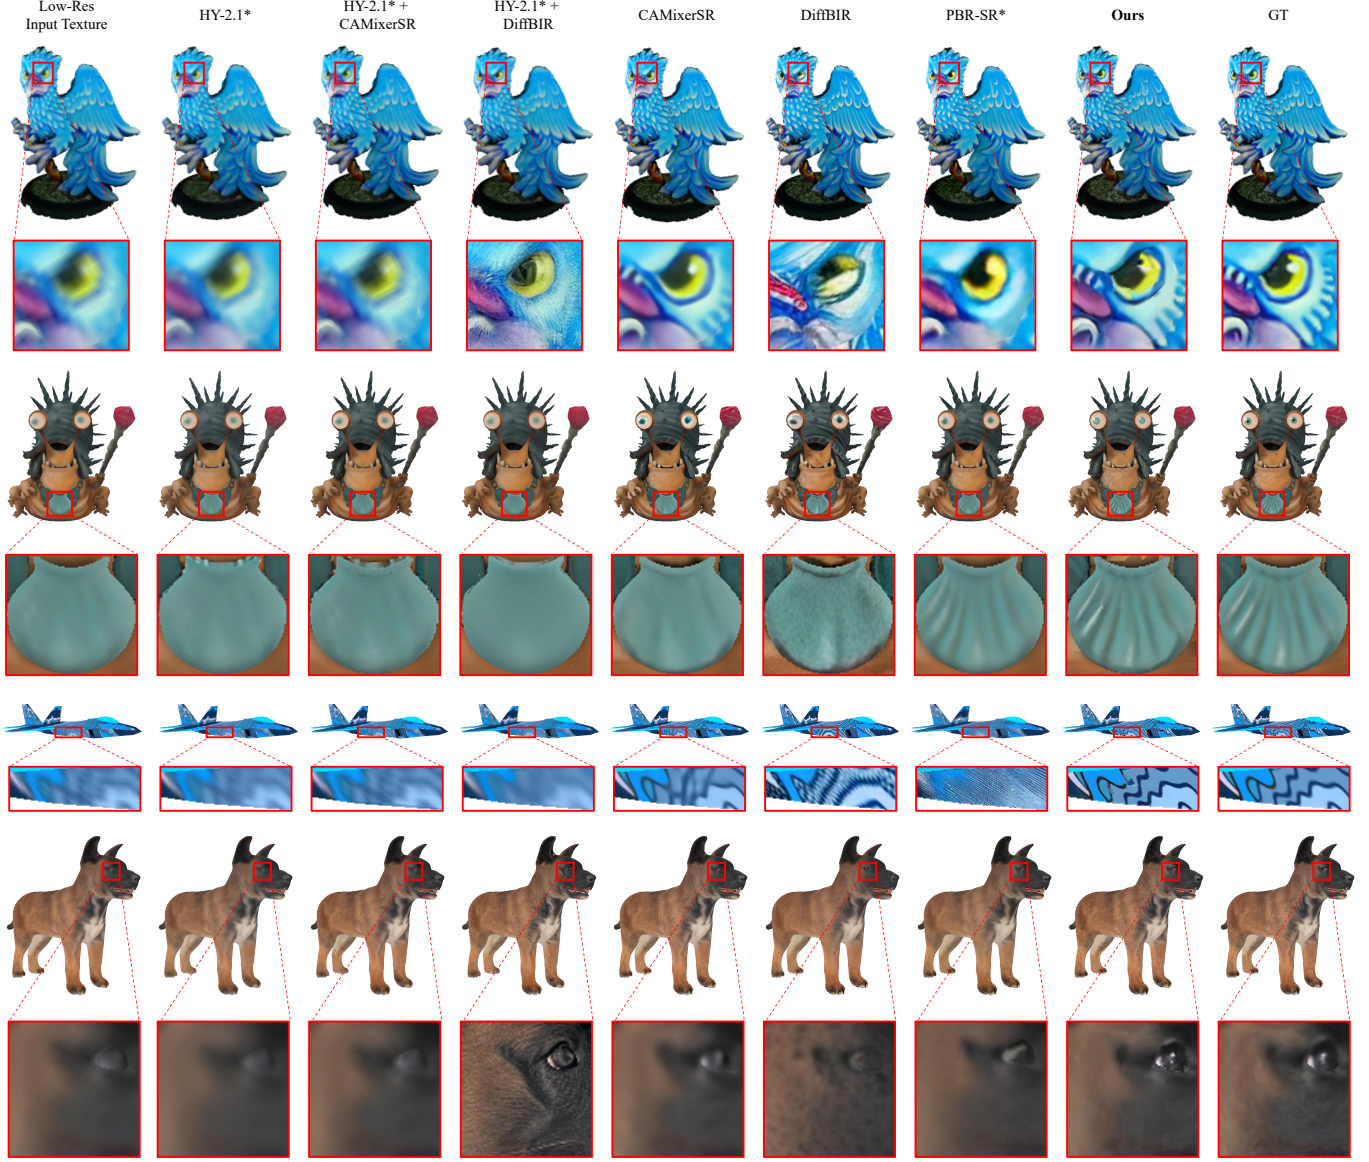 Low-Res
Input Texture
HY-2.1*
HY-2.1* +
CAMixerSR
HY-2.1* +
DiffBIR
CAMixerSR
DiffBIR
PBR-SR*
Ours
GT